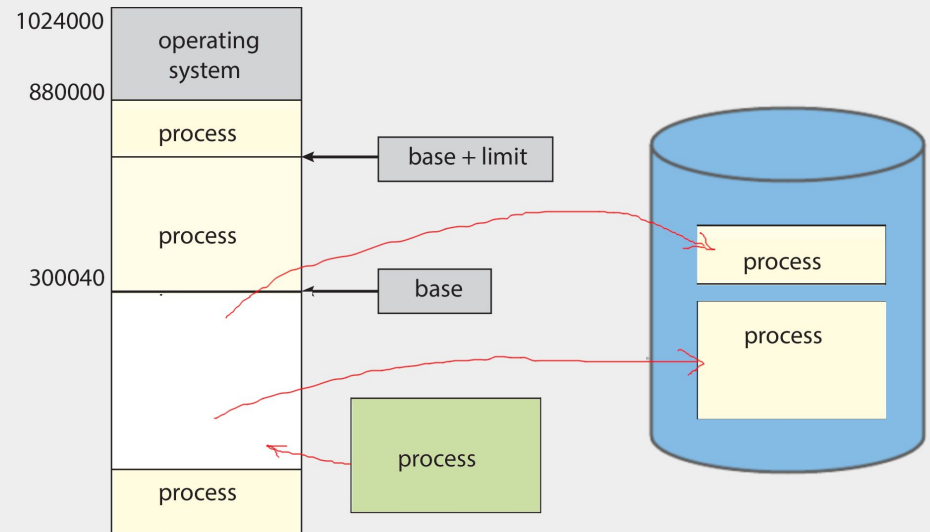 1024000
operating
system
880000
process
base + limit
process
300040
base
process
process
process
process